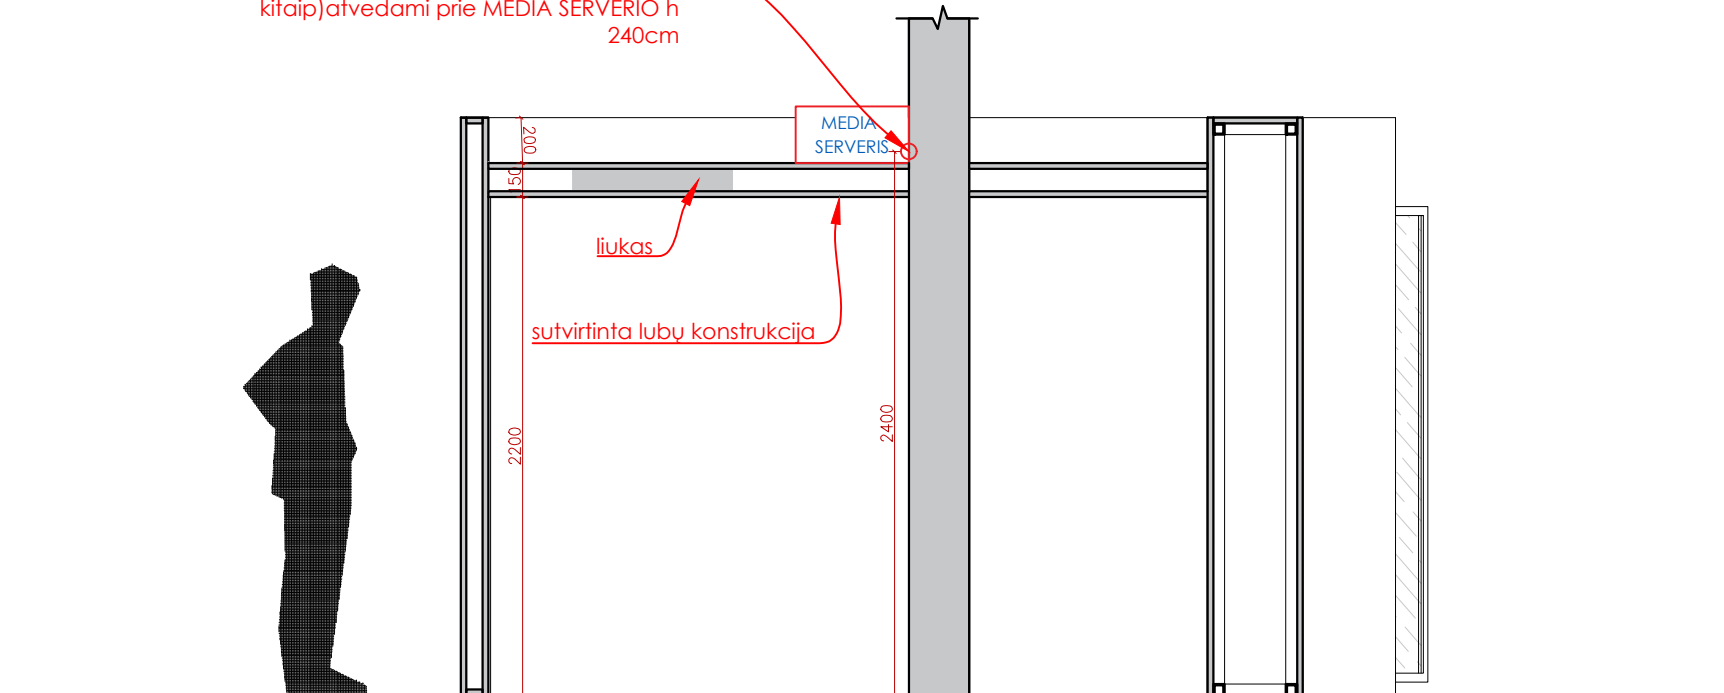 kitaip)atvedami prie MEDIA SERVERIO h
240cm
MEDIA
SERVERIS
200
150
liukas
sutvirtinta lubų konstrukcija
2400
2200